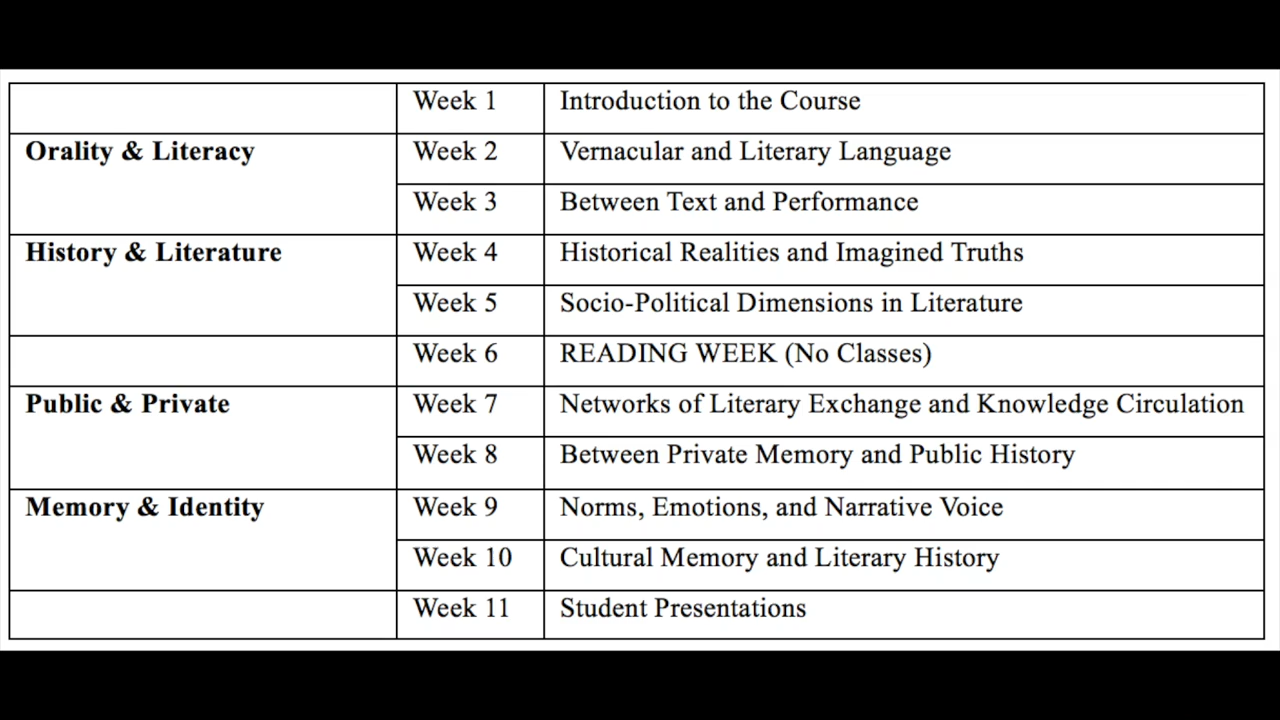 Week 1 Introduction to the Course
Orality & Literacy Week 2 Vernacular and Literary Language
Week 3 Between Text and Performance
History & Literature Week 4 Historical Realities and Imagined Truths
Week 5 Socio-Political Dimensions in Literature
Week 6 READING WEEK (No Classes)
Public & Private Week 7 Networks of Literary Exchange and Knowledge Circulation
Week 8 Between Private Memory and Public History
Memory & Identity Week 9 Norms, Emotions, and Narrative Voice
Week 10 Cultural Memory and Literary History
Week 11 Student Presentations